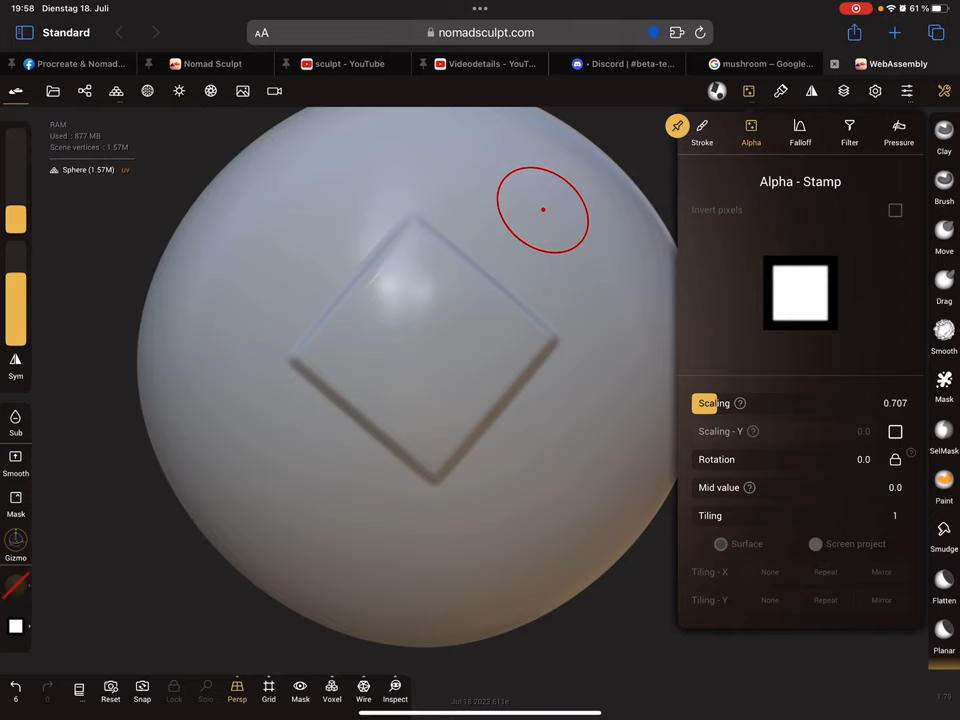 19:58 Dienstag 18. Juli
61 %
Standard
AA
nomadsculpt.com
Procreate & Nomad...
Nomad Sculpt
sculpt - YouTube
Videodetails - YouT...
• Discord | #beta-te...
mushroom – Google...
WebAssembly
RAM
Used : 877 MB
Scene vertices : 1.57M
Sphere (1.57M)
uv
Stroke
Alpha
Falloff
Filter
Pressure
Alpha - Stamp
Invert pixels
Scaling ?
0.707
Scaling - Y ?
0.0
Rotation
0.0
?
Mid value ?
0.0
Tiling
1
Surface
Screen project
Tiling - X
None
Repeat
Mirror
Tiling - Y
None
Repeat
Mirror
Clay
Brush
Move
Drag
Smooth
Mask
SelMask
Paint
Smudge
Flatten
Planar
Sym
Sub
Smooth
Mask
Gizmo
6
0
...
Reset
Snap
Lock
Solo
Persp
Grid
Mask
Voxel
Wire
Inspect
Jul 18 2023 611e
1.79